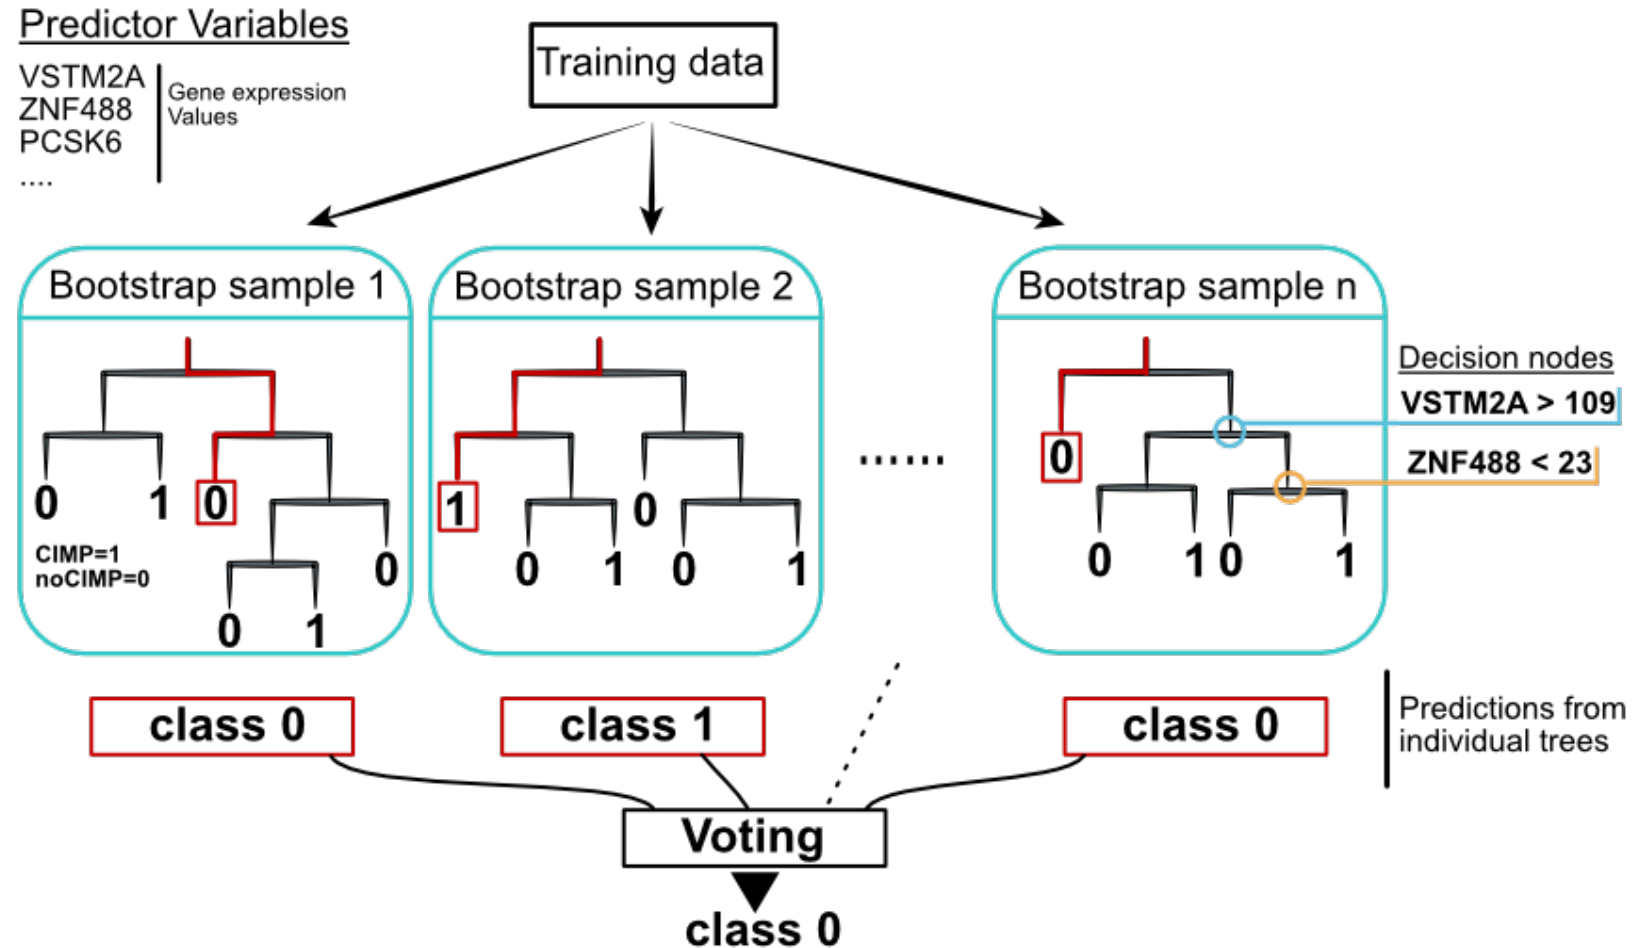 Predictor Variables
VSTM2A
ZNF488
PCSK6
....
Gene expression
Values
Training data
Bootstrap sample 1
0
1
0
0
0
1
CIMP=1
noCIMP=0
Bootstrap sample 2
1
0
0
1
0
1
......
Bootstrap sample n
0
0
1
0
1
Decision nodes
VSTM2A > 109
ZNF488 < 23
class 0
class 1
class 0
Predictions from
individual trees
Voting
class 0